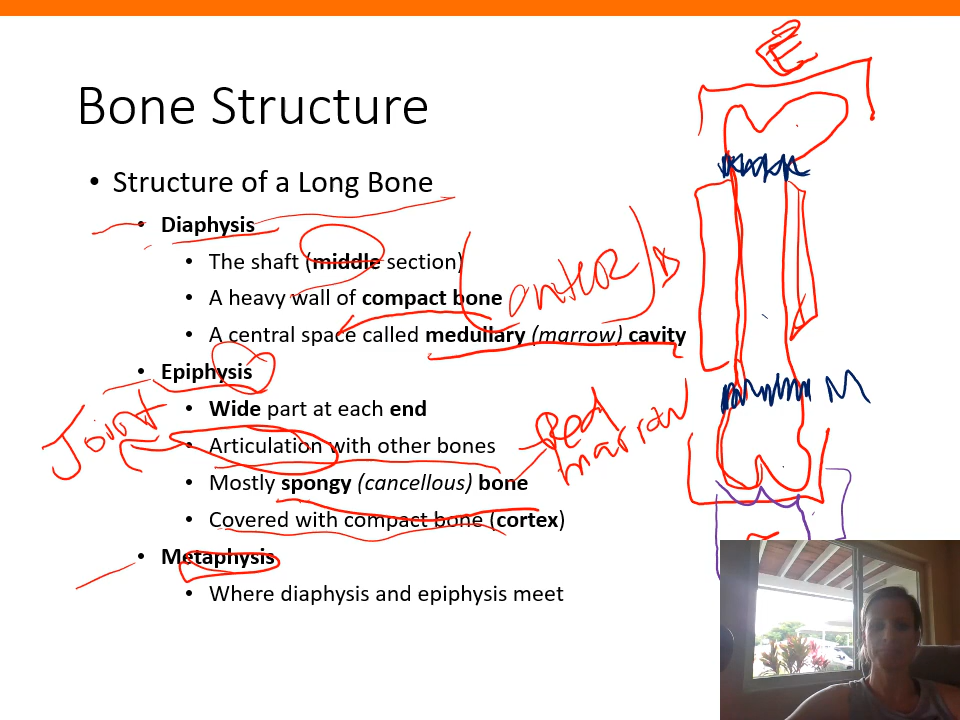 Bone Structure
• Structure of a Long Bone
• Diaphysis
• The shaft (middle section)
• A heavy wall of compact bone
• A central space called medullary (marrow) cavity
• Epiphysis
• Wide part at each end
• Articulation with other bones
• Mostly spongy (cancellous) bone
• Covered with compact bone (cortex)
• Metaphysis
• Where diaphysis and epiphysis meet
Joint
Red
marrow
E
D
M